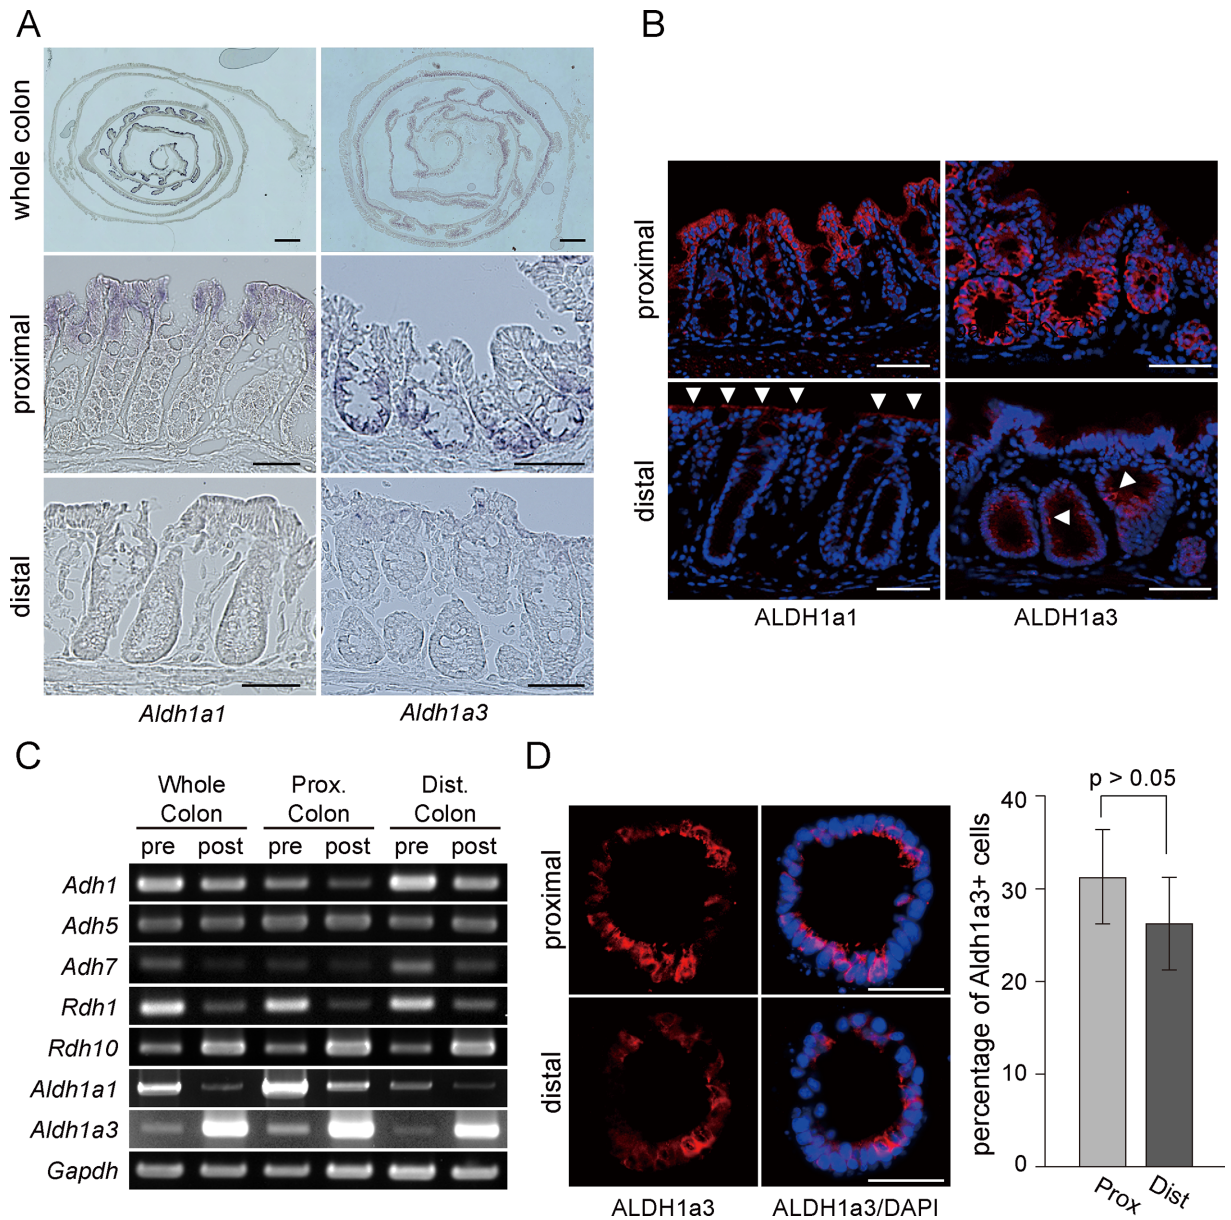 A
whole colon
proximal
distal
Aldh1a1
Aldh1a3
B
proximal
distal
ALDH1a1
ALDH1a3
C
Whole Colon
Prox. Colon
Dist. Colon
pre post pre post pre post
Adh1
Adh5
Adh7
Rdh1
Rdh10
Aldh1a1
Aldh1a3
Gapdh
D
proximal
distal
ALDH1a3
ALDH1a3/DAPI
percentage of Aldh1a3+ cells
p > 0.05
40
30
20
10
0
Prox
Dist